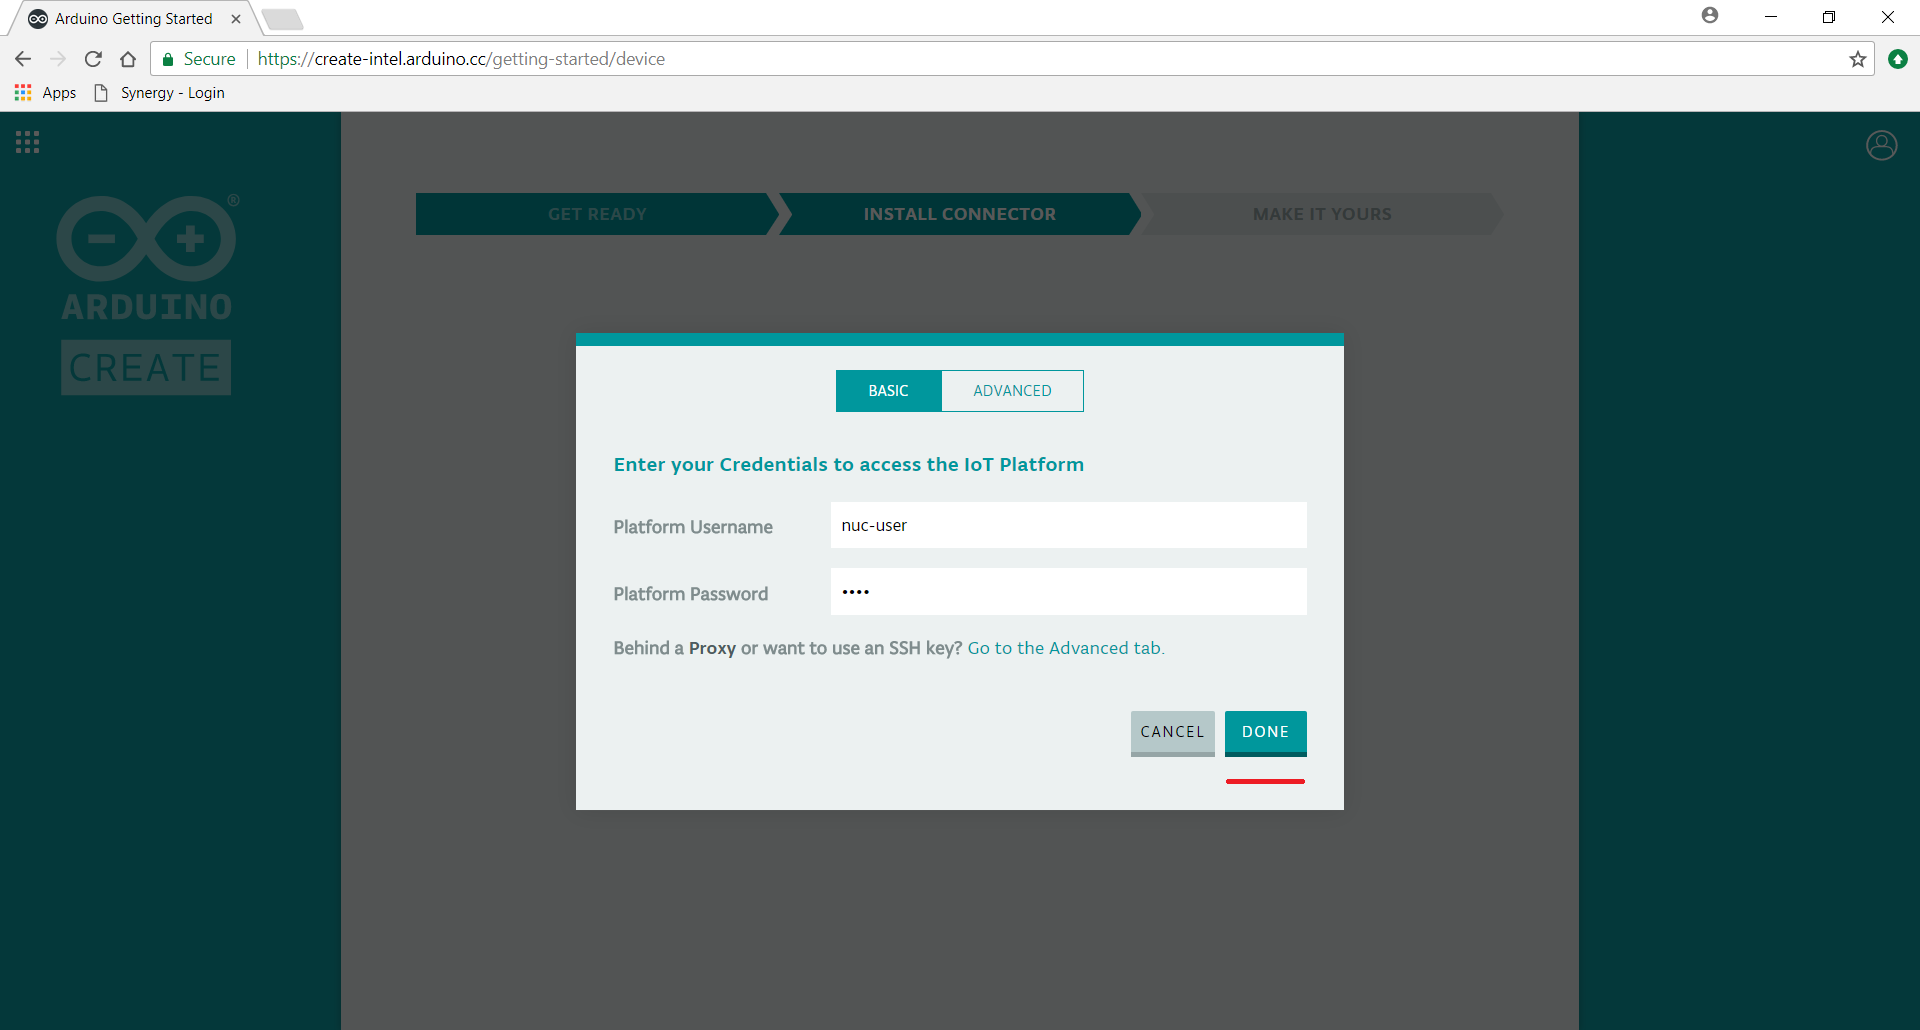 Arduino Getting Started
Secure https://create-intel.arduino.cc/getting-started/device
Apps Synergy - Login
GET READY INSTALL CONNECTOR MAKE IT YOURS
®
ARDUINO
CREATE
BASIC ADVANCED
Enter your Credentials to access the IoT Platform
Platform Username nuc-user
Platform Password ••••
Behind a Proxy or want to use an SSH key? Go to the Advanced tab.
CANCEL DONE